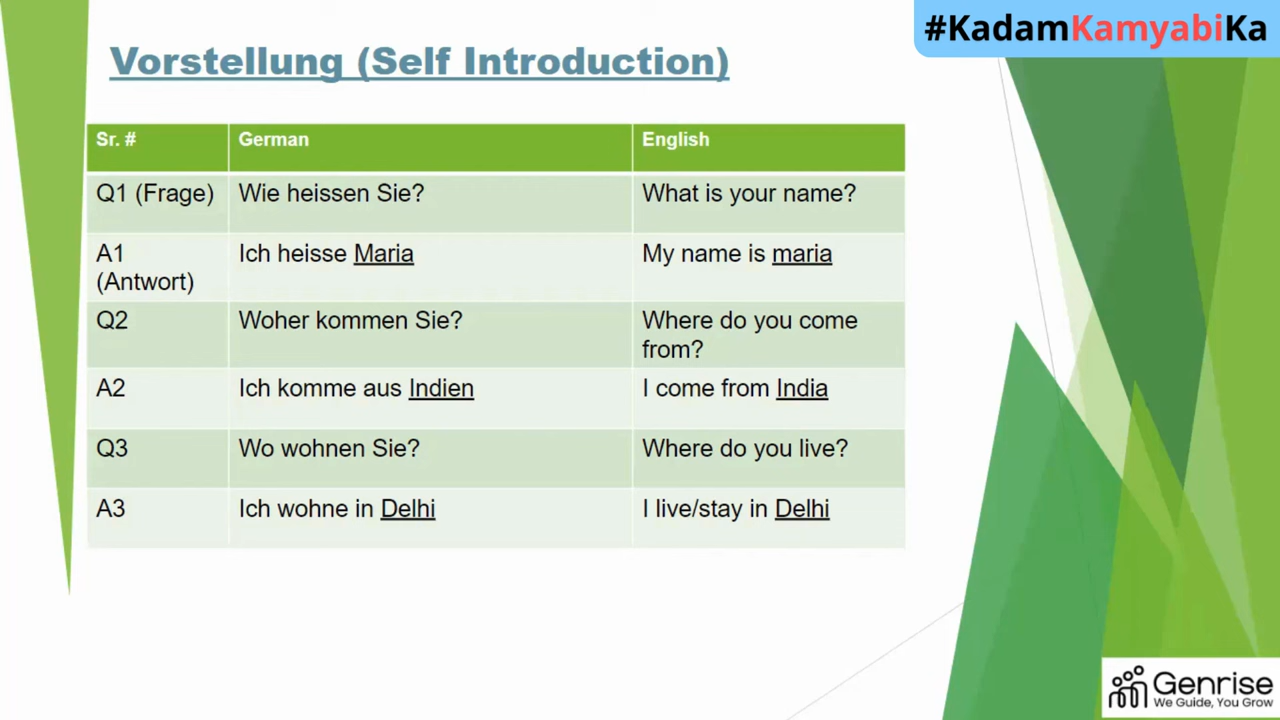 #KadamKamyabiKa
Vorstellung (Self Introduction)
Sr. # German English
Q1 (Frage) Wie heissen Sie? What is your name?
A1 Ich heisse Maria My name is maria
(Antwort)
Q2 Woher kommen Sie? Where do you come
from?
A2 Ich komme aus Indien I come from India
Q3 Wo wohnen Sie? Where do you live?
A3 Ich wohne in Delhi I live/stay in Delhi
Genrise
We Guide, You Grow